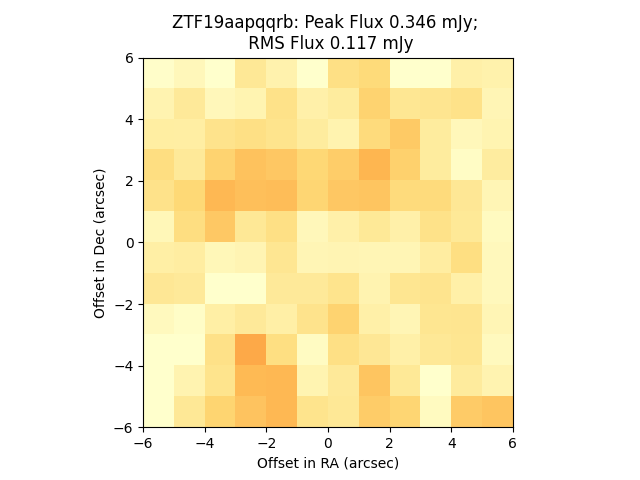 ZTF19aapqqrb: Peak Flux 0.346 mJy;
RMS Flux 0.117 mJy
6
4
2
0
−2
−4
−6
Offset in Dec (arcsec)
−6 −4 −2 0 2 4 6
Offset in RA (arcsec)